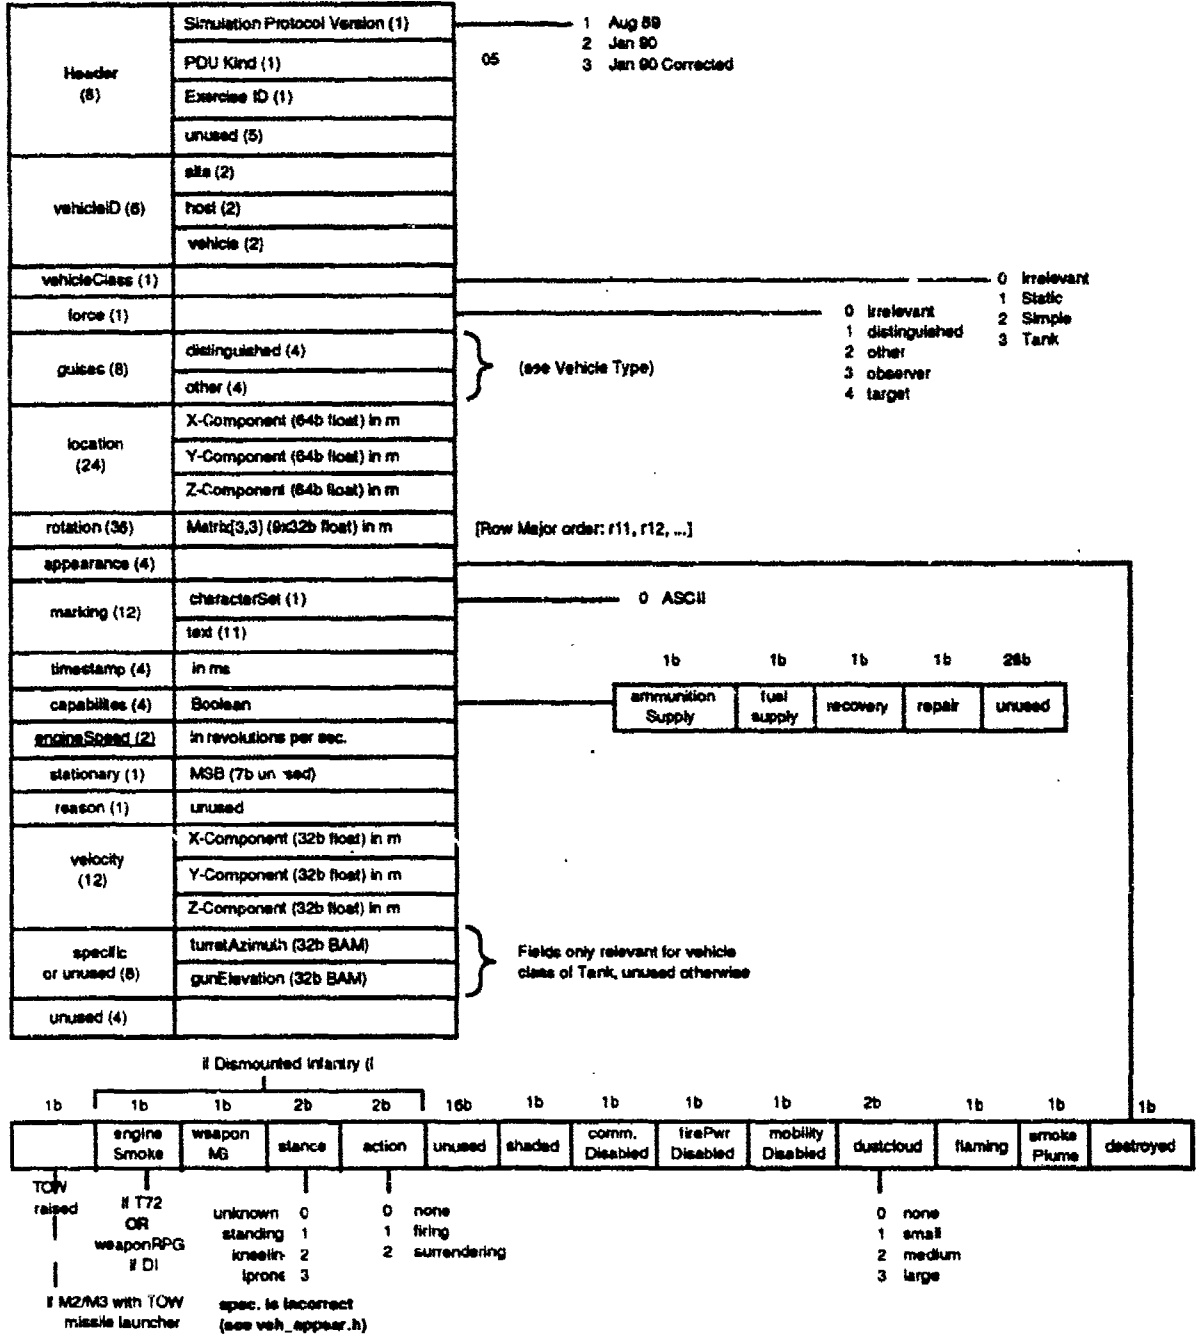 Header
(8)
Simulation Protocol Version (1)
PDU Kind (1)
Exercise ID (1)
unused (5)
1 Aug 89
2 Jan 90
3 Jan 90 Corrected
05
vehicleID (6)
site (2)
host (2)
vehicle (2)
vehicleClass (1)
0 Irrelevant
1 Static
2 Simple
3 Tank
force (1)
0 Irrelevant
1 distinguished
2 other
3 observer
4 target
guises (8)
distinguished (4)
other (4)
(see Vehicle Type)
location
(24)
X-Component (64b float) in m
Y-Component (64b float) in m
Z-Component (64b float) in m
rotation (36)
Matrix[3,3) (9x32b float) in m
[Row Major order: r11, r12, ...]
appearance (4)
marking (12)
characterSet (1)
text (11)
0 ASCII
timestamp (4)
in ms
capabilites (4)
Boolean
1b 1b 1b 1b 28b
ammunition
Supply
fuel
supply
recovery
repair
unused
engineSpeed (2)
in revolutions per sec.
stationary (1)
MSB (7b un sed)
reason (1)
unused
velocity
(12)
X-Component (32b float) in m
Y-Component (32b float) in m
Z-Component (32b float) in m
specific
or unused (8)
turretAzimuth (32b BAM)
gunElevation (32b BAM)
Fields only relevant for vehicle
class of Tank, unused otherwise
unused (4)
if Dismounted Infantry (I
1b 1b 1b 2b 2b 16b 1b 1b 1b 1b 2b 1b 1b 1b
engine
Smoke
weapon
MG
stance
action
unused
shaded
comm.
Disabled
firePwr
Disabled
mobility
Disabled
dustcloud
flaming
smoke
Plume
destroyed
TOW
raised
if M2/M3 with TOW
missile launcher
if T72
OR
weaponRPG
if DI
unknown 0
standing 1
kneelin 2
prone 3
spec. is incorrect
(see veh_appear.h)
0 none
1 firing
2 surrendering
0 none
1 small
2 medium
3 large